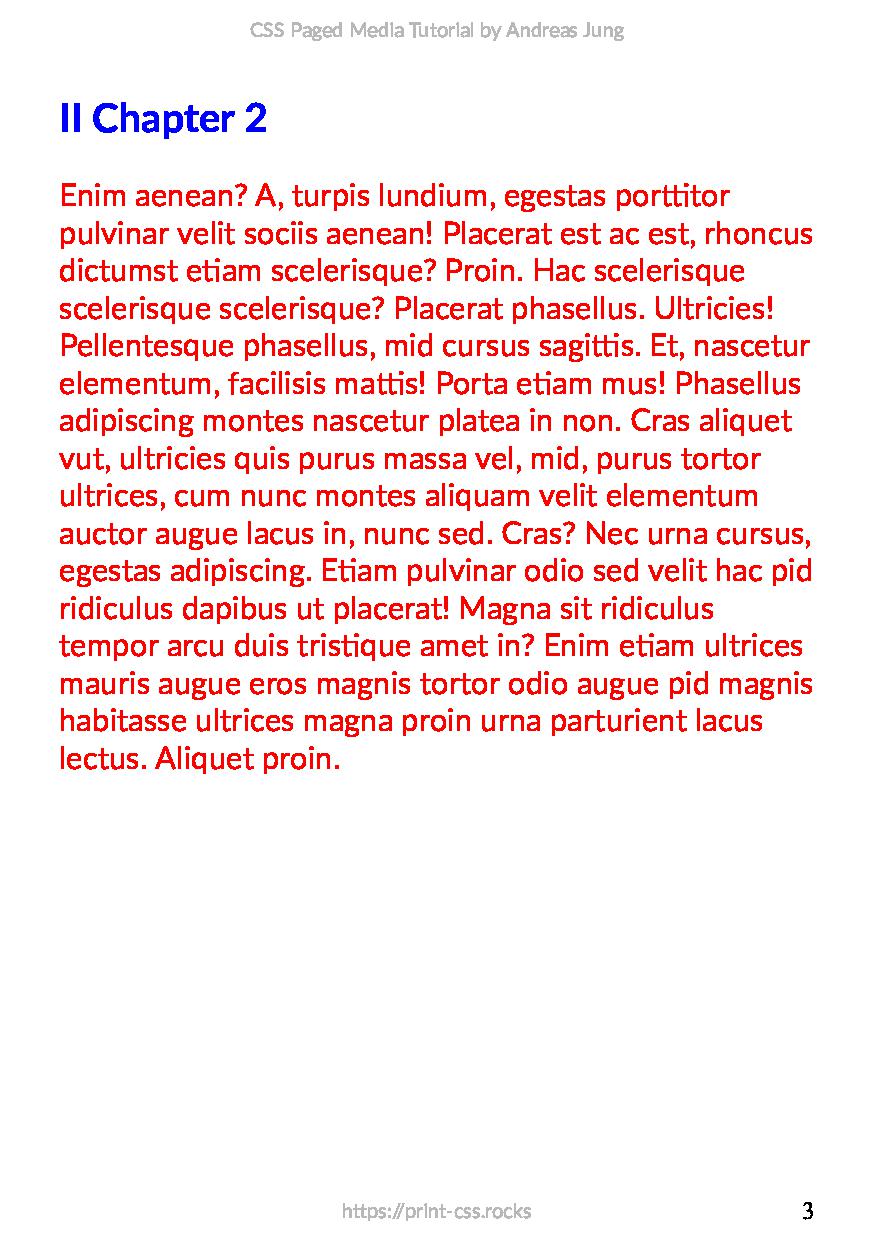 CSS Paged Media Tutorial by Andreas Jung
II Chapter 2
Enim aenean? A, turpis lundium, egestas porttitor
pulvinar velit sociis aenean! Placerat est ac est, rhoncus
dictumst etiam scelerisque? Proin. Hac scelerisque
scelerisque scelerisque? Placerat phasellus. Ultricies!
Pellentesque phasellus, mid cursus sagittis. Et, nascetur
elementum, facilisis mattis! Porta etiam mus! Phasellus
adipiscing montes nascetur platea in non. Cras aliquet
vut, ultricies quis purus massa vel, mid, purus tortor
ultrices, cum nunc montes aliquam velit elementum
auctor augue lacus in, nunc sed. Cras? Nec urna cursus,
egestas adipiscing. Etiam pulvinar odio sed velit hac pid
ridiculus dapibus ut placerat! Magna sit ridiculus
tempor arcu duis tristique amet in? Enim etiam ultrices
mauris augue eros magnis tortor odio augue pid magnis
habitasse ultrices magna proin urna parturient lacus
lectus. Aliquet proin.
https://print-css.rocks
3